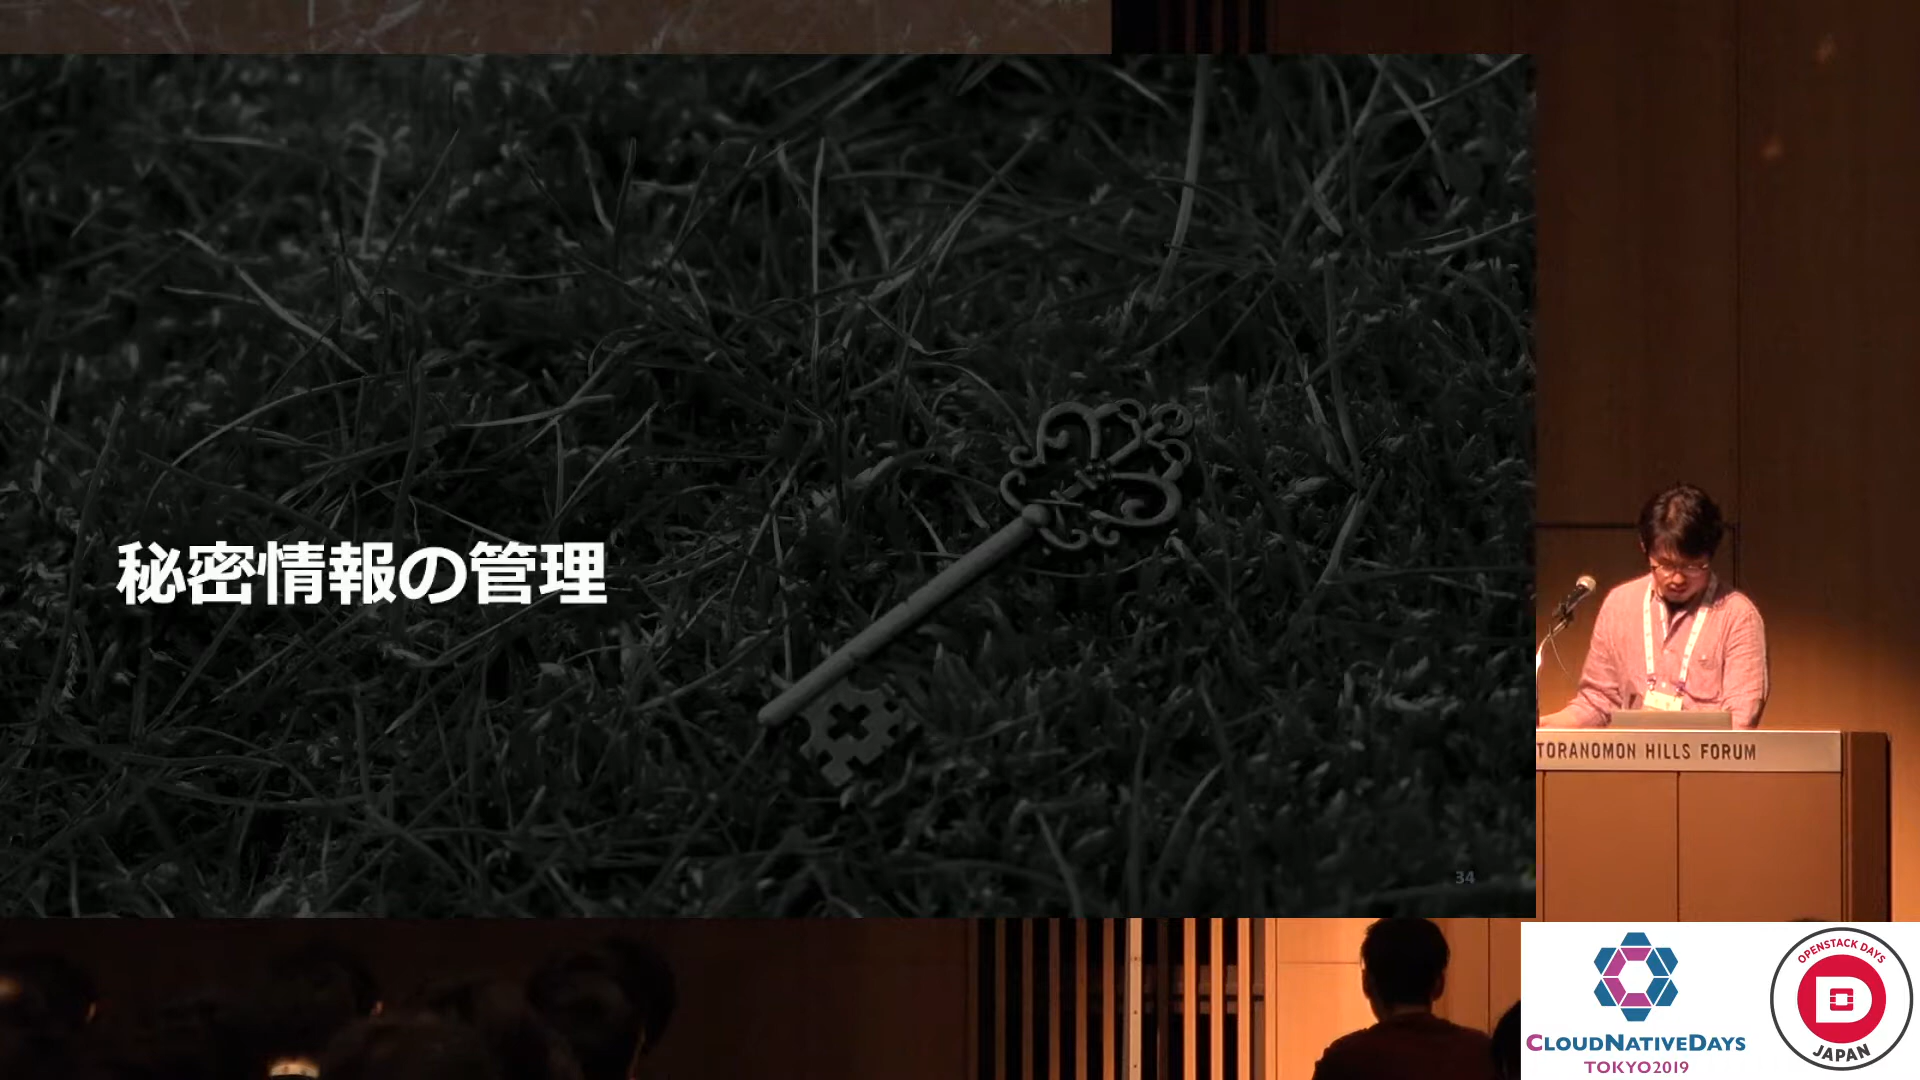 秘密情報の管理
34
TORANOMON HILLS FORUM
CLOUDNATIVEDAYS
TOKYO2019
OPENSTACK DAYS
JAPAN